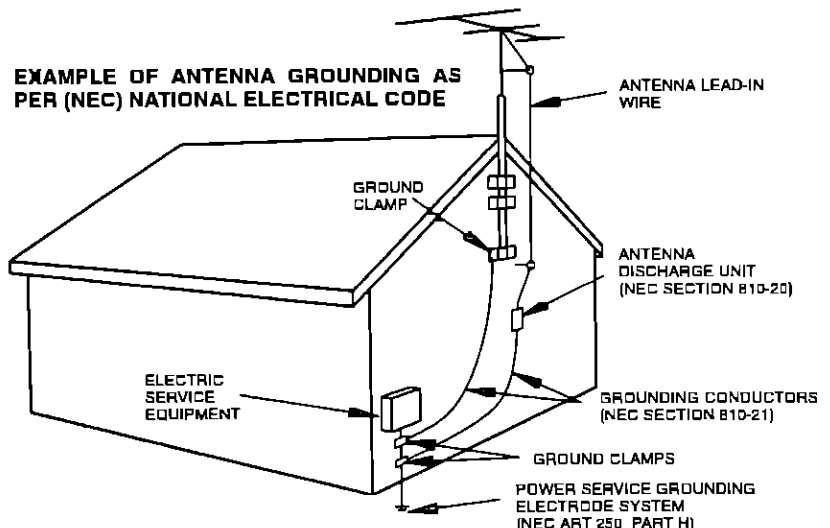 EXAMPLE OF ANTENNA GROUNDING AS
PER (NEC) NATIONAL ELECTRICAL CODE
ANTENNA LEAD-IN
WIRE
GROUND
CLAMP
ANTENNA
DISCHARGE UNIT
(NEC SECTION 810-20)
ELECTRIC
SERVICE
EQUIPMENT
GROUNDING CONDUCTORS
(NEC SECTION 810-21)
GROUND CLAMPS
POWER SERVICE GROUNDING
ELECTRODE SYSTEM
(NEC ART 250 PART H)